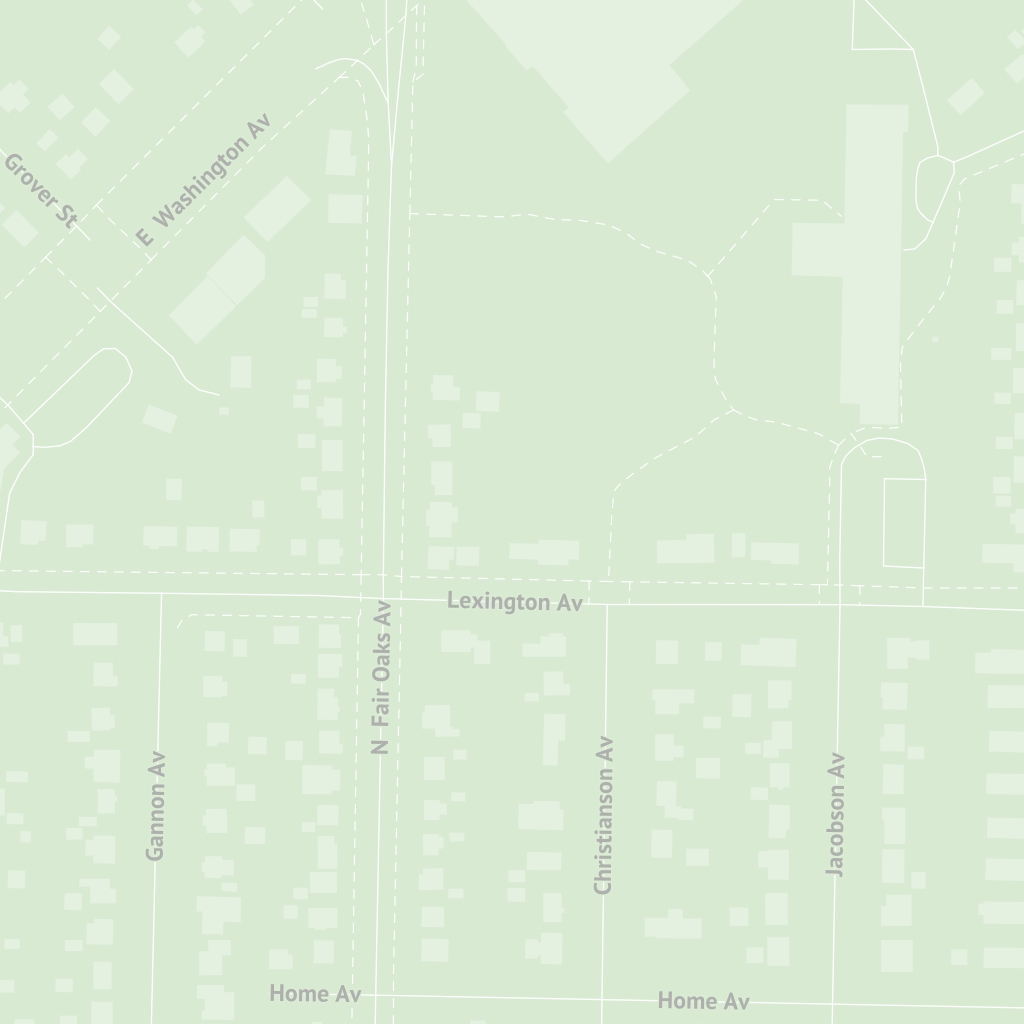 E Washington Av
Grover St
Lexington Av
N Fair Oaks Av
Gannon Av
Christianson Av
Jacobson Av
Home Av
Home Av